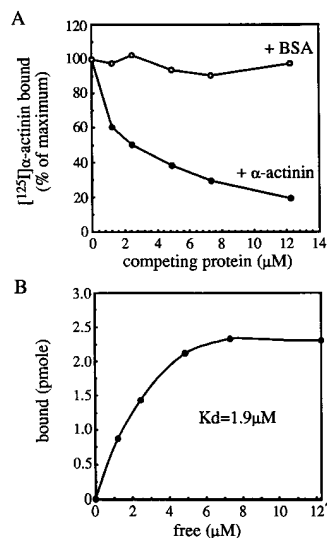 A
[¹²⁵I]α-actinin bound
(% of maximum)
120
100
80
60
40
20
0
+ BSA
+ α-actinin
0 2 4 6 8 10 12 14
competing protein (μM)
B
bound (pmole)
3.0
2.5
2.0
1.5
1.0
0.5
0.0
Kd=1.9μM
0 2 4 6 8 10 12
free (μM)